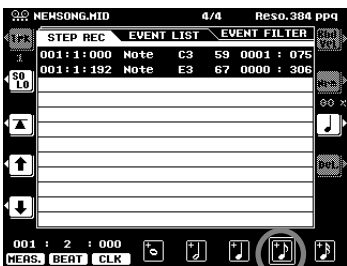 NEWSONG.MID 4/4 Reso.384 ppq
STEP REC EVENT LIST EVENT FILTER
001:1:000 Note C3 59 0001 : 075
001:1:192 Note E3 67 0000 : 306
SO
LO
Del
001 : 2 : 000
MEAS. BEAT CLK